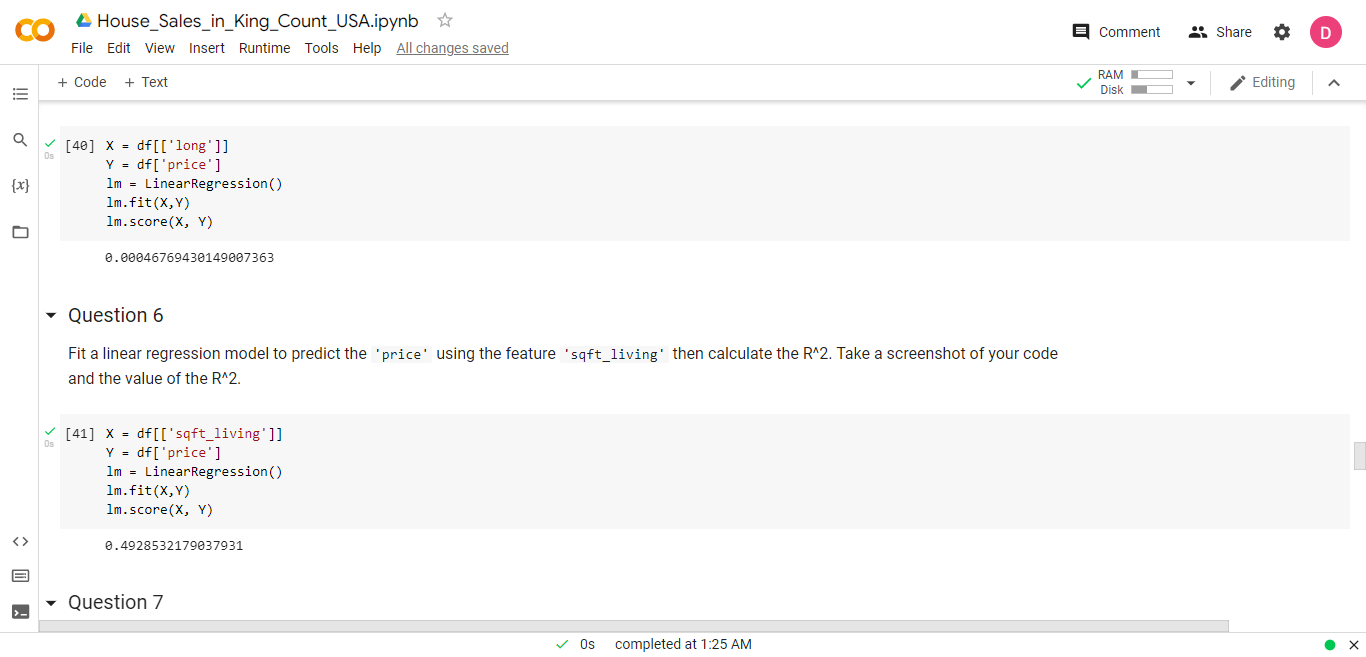 House_Sales_in_King_Count_USA.ipynb
Comment Share D
File Edit View Insert Runtime Tools Help All changes saved
+ Code + Text
RAM
Disk
Editing
{x}
0s
[40] X = df[['long']]
Y = df['price']
lm = LinearRegression()
lm.fit(X,Y)
lm.score(X, Y)
0.00046769430149007363
Question 6
Fit a linear regression model to predict the 'price' using the feature 'sqft_living' then calculate the R^2. Take a screenshot of your code
and the value of the R^2.
0s
[41] X = df[['sqft_living']]
Y = df['price']
lm = LinearRegression()
lm.fit(X,Y)
lm.score(X, Y)
0.4928532179037931
Question 7
0s completed at 1:25 AM